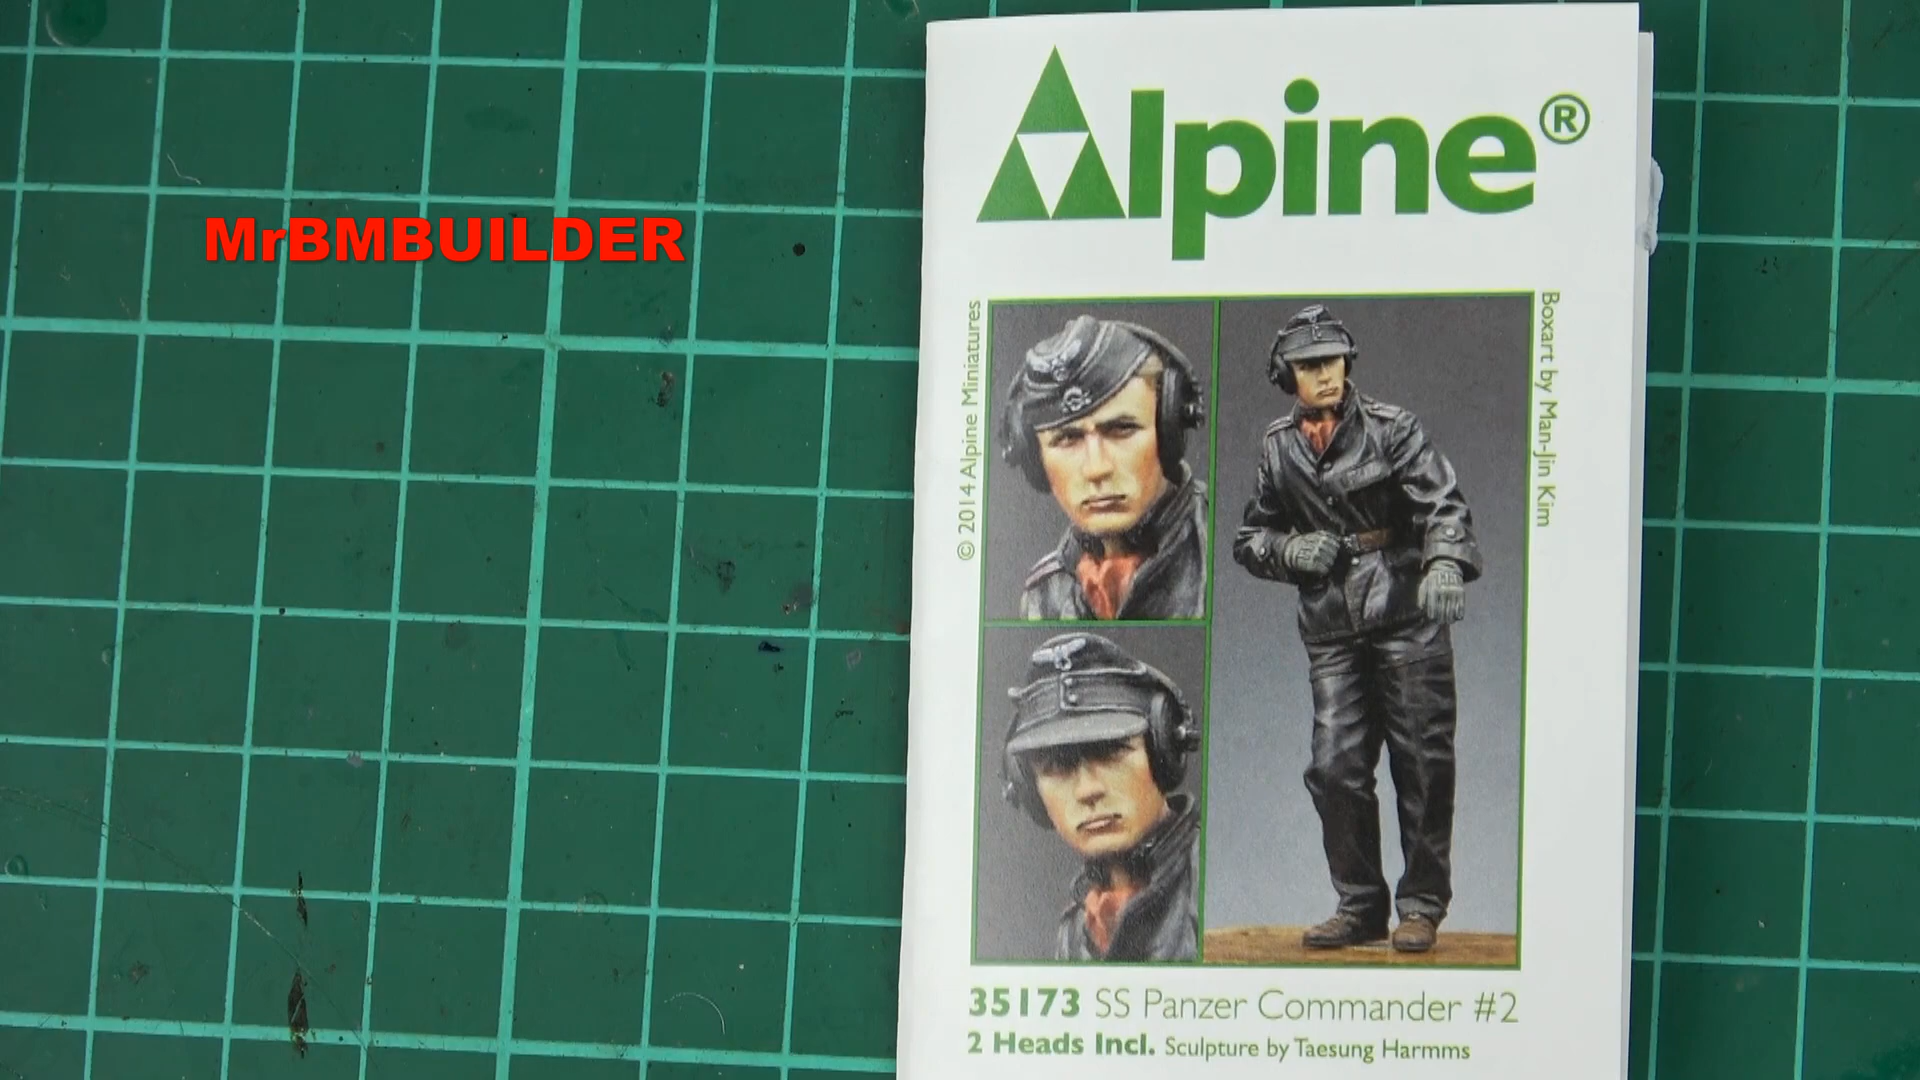 MrBMBUILDER
Alpine®
© 2014 Alpine Miniatures
Boxart by Man-Jin Kim
35173 SS Panzer Commander #2
2 Heads Incl. Sculpture by Taesung Harmms